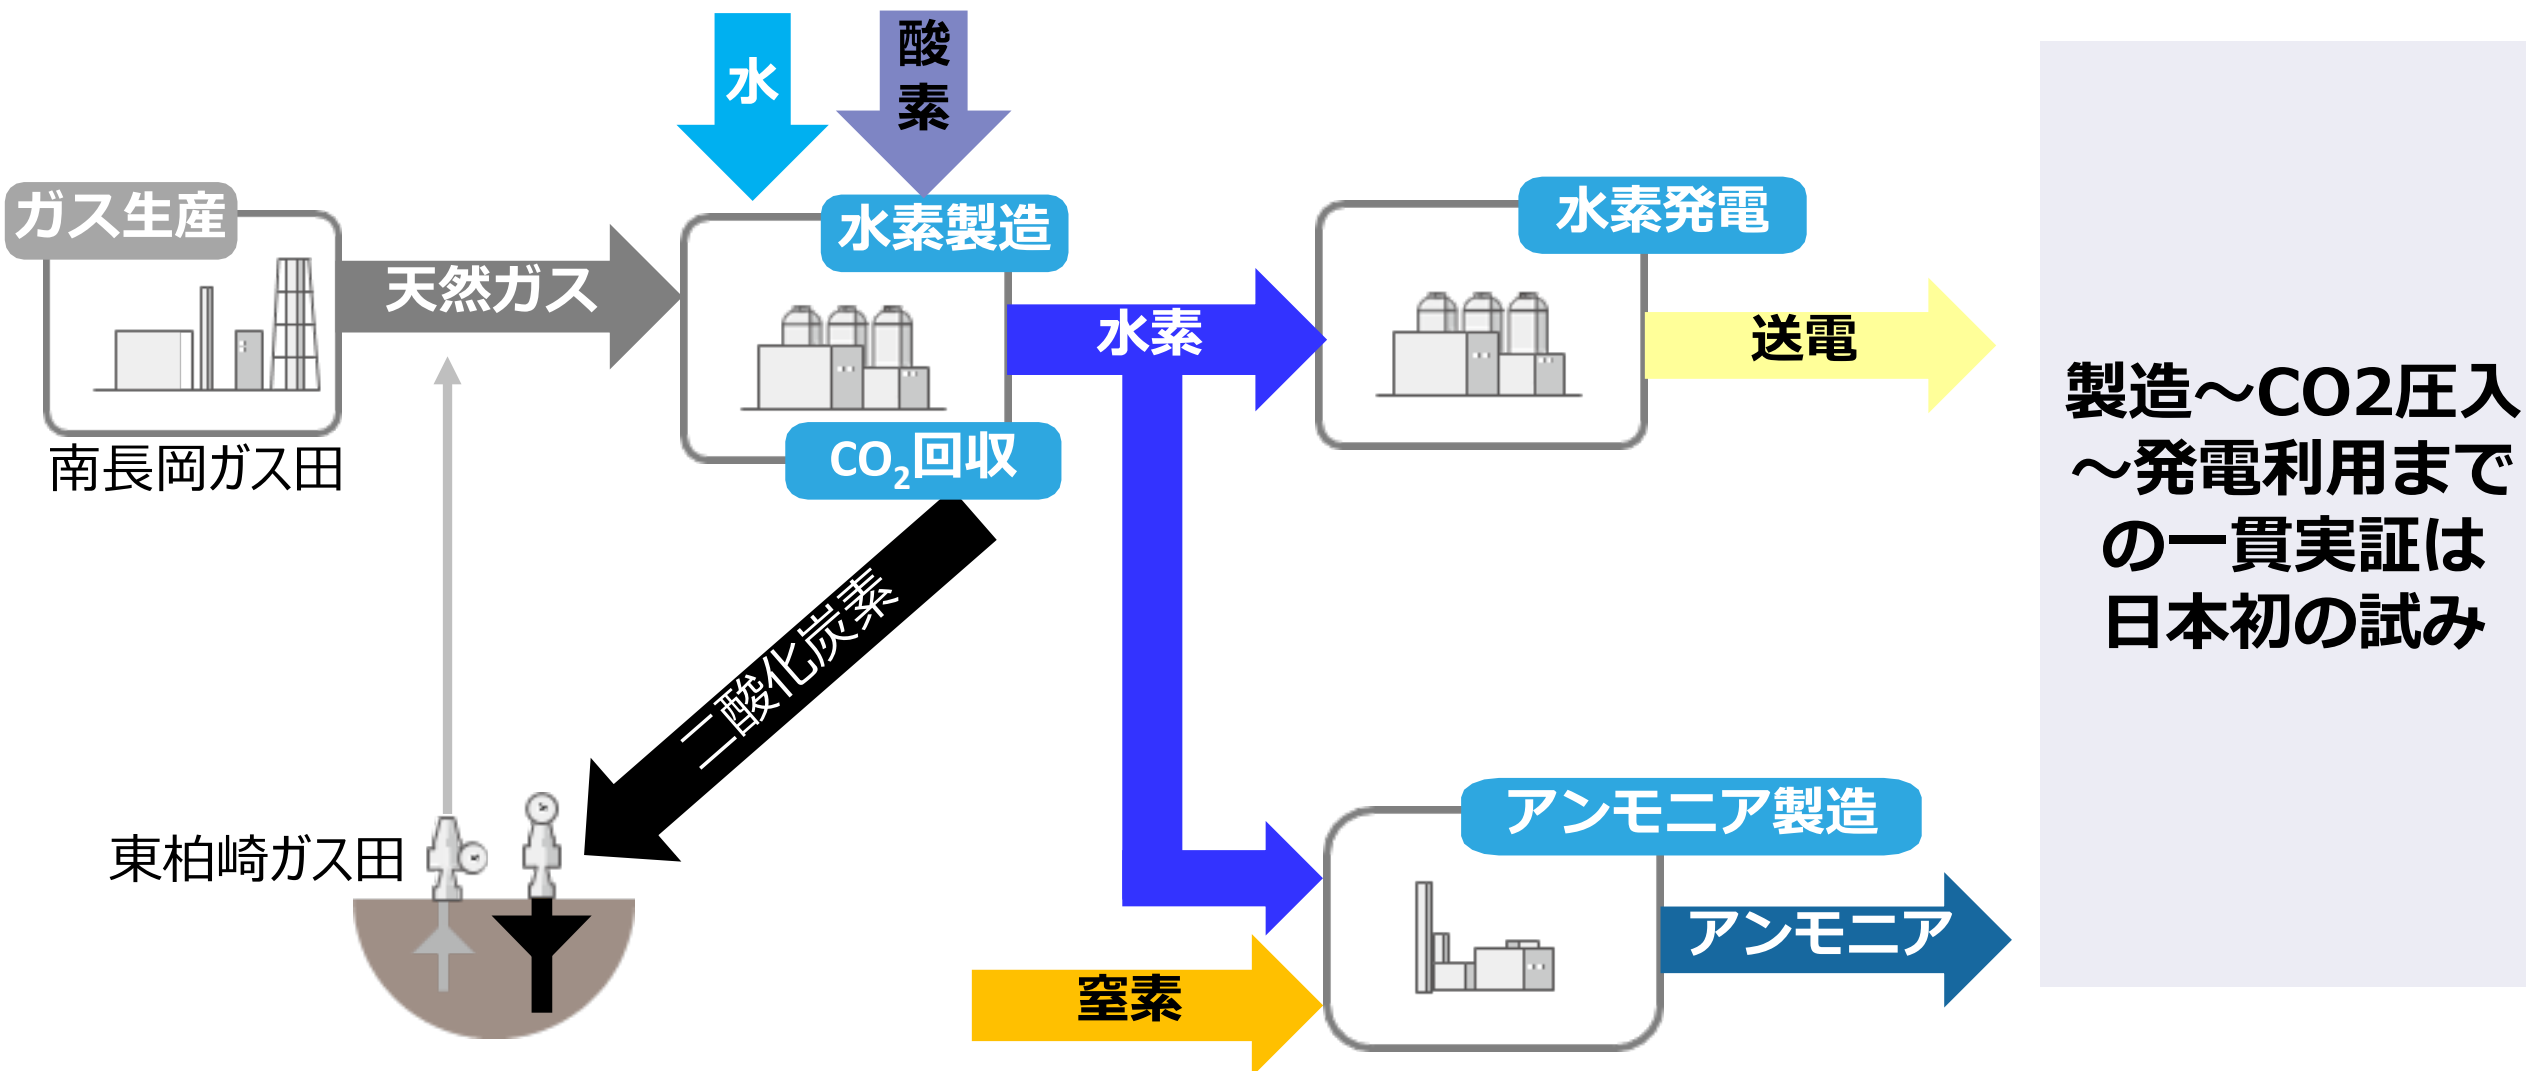 水
酸
素
ガス生産
天然ガス
南長岡ガス田
水素製造
CO₂回収
水素
水素発電
送電
二酸化炭素
東柏崎ガス田
アンモニア製造
アンモニア
窒素
製造～CO2圧入
～発電利用まで
の一貫実証は
日本初の試み